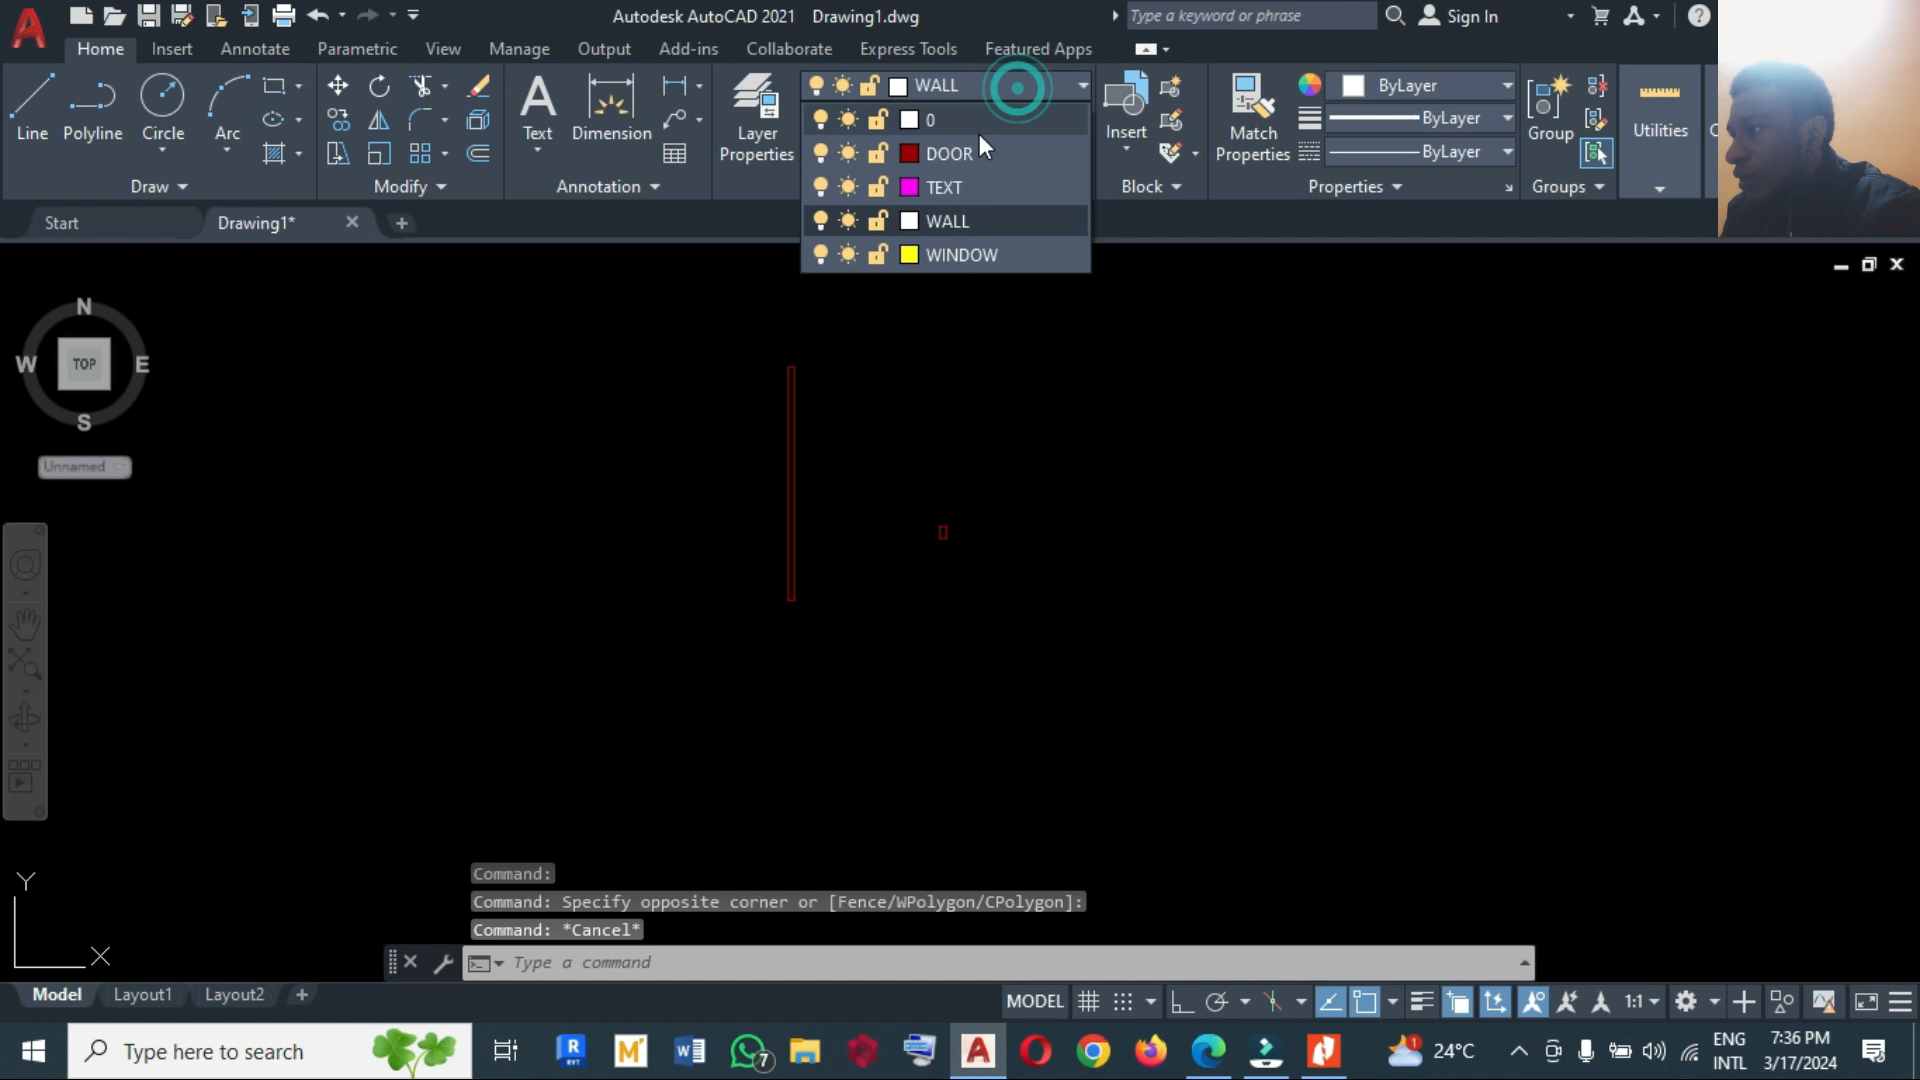 Autodesk AutoCAD 2021 Drawing1.dwg
Type a keyword or phrase
Sign In
Home Insert Annotate Parametric View Manage Output Add-ins Collaborate Express Tools Featured Apps
Line Polyline Circle Arc
Draw
Modify
Text Dimension
Annotation
Layer
Properties
WALL
0
DOOR
TEXT
WALL
WINDOW
Insert
Block
Match
Properties
ByLayer
ByLayer
ByLayer
Properties
Group
Groups
Utilities
Start Drawing1*
N
W TOP E
S
Unnamed
Y
X
Command:
Command: Specify opposite corner or [Fence/WPolygon/CPolygon]:
Command: *Cancel*
Type a command
Model Layout1 Layout2
MODEL 1:1
Type here to search
7
24°C
ENG
INTL
7:36 PM
3/17/2024